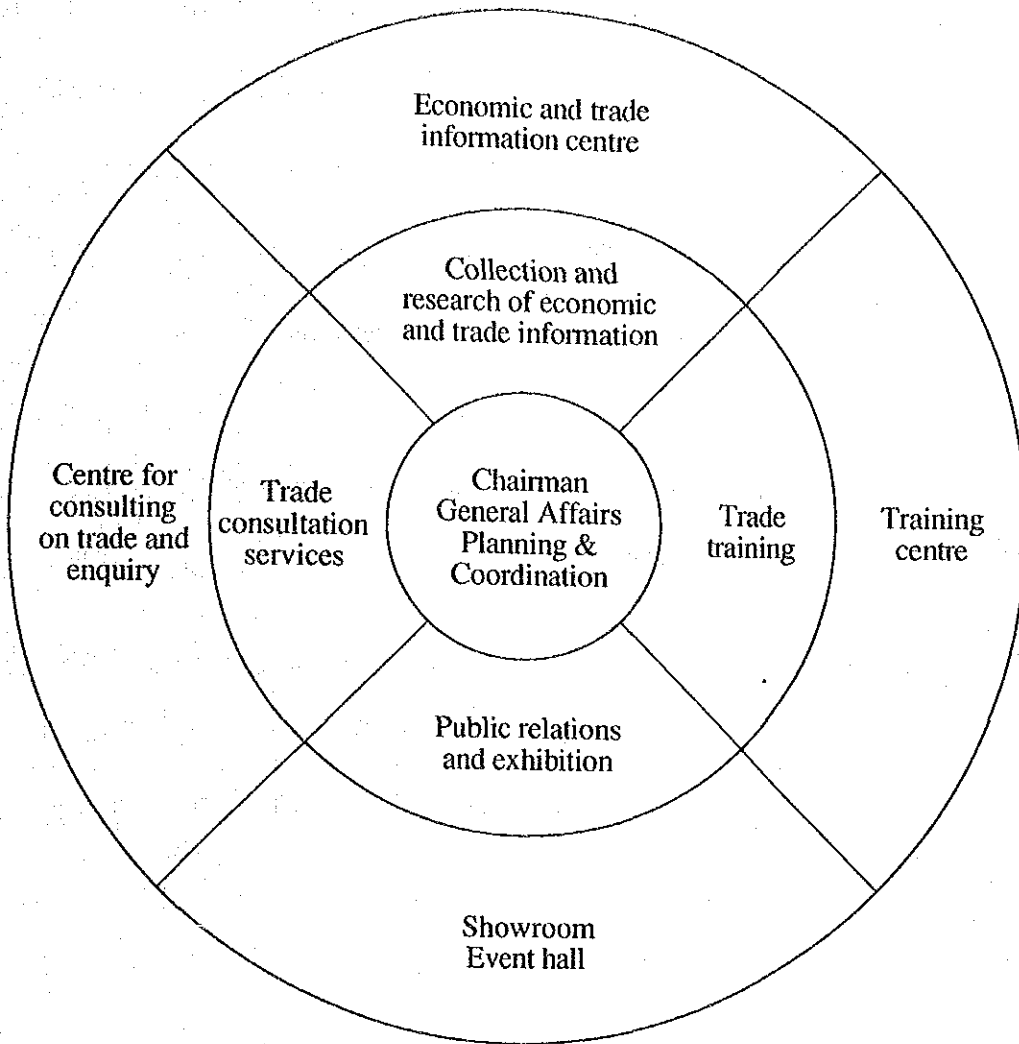 Economic and trade
information centre
Collection and
research of economic
and trade information
Centre for
consulting
on trade and
enquiry
Trade
consultation
services
Chairman
General Affairs
Planning &
Coordination
Trade
training
Training
centre
Public relations
and exhibition
Showroom
Event hall